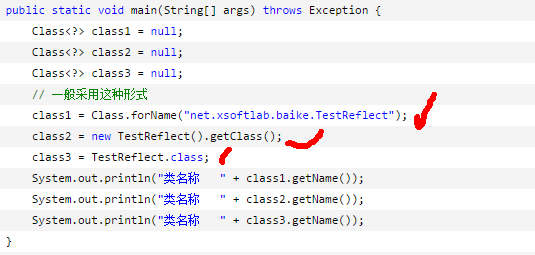 public static void main(String[] args) throws Exception {
Class<?> class1 = null;
Class<?> class2 = null;
Class<?> class3 = null;
// 一般采用这种形式
class1 = Class.forName("net.xsoftlab.baike.TestReflect");
class2 = new TestReflect().getClass();
class3 = TestReflect.class;
System.out.println("类名称   " + class1.getName());
System.out.println("类名称   " + class2.getName());
System.out.println("类名称   " + class3.getName());
}